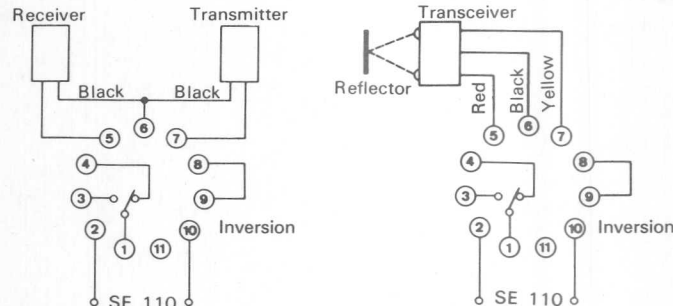 Receiver
Transmitter
Black
Black
6
5
7
4
8
3
9
2
10
Inversion
1
11
SE 110
Transceiver
Reflector
Red
Black
Yellow
5
6
7
4
8
3
9
2
10
Inversion
1
11
SE 110